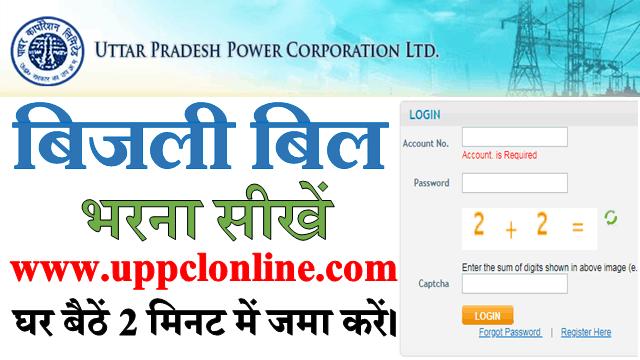 UTTAR PRADESH POWER CORPORATION LTD.
बिजली बिल
भरना सीखें
www.uppclonline.com
घर बैठें 2 मिनट में जमा करें।
LOGIN
Account No.
Account. is Required
Password
2 + 2 =
Enter the sum of digits shown in above image (e.
Captcha
LOGIN
Forgot Password | Register Here